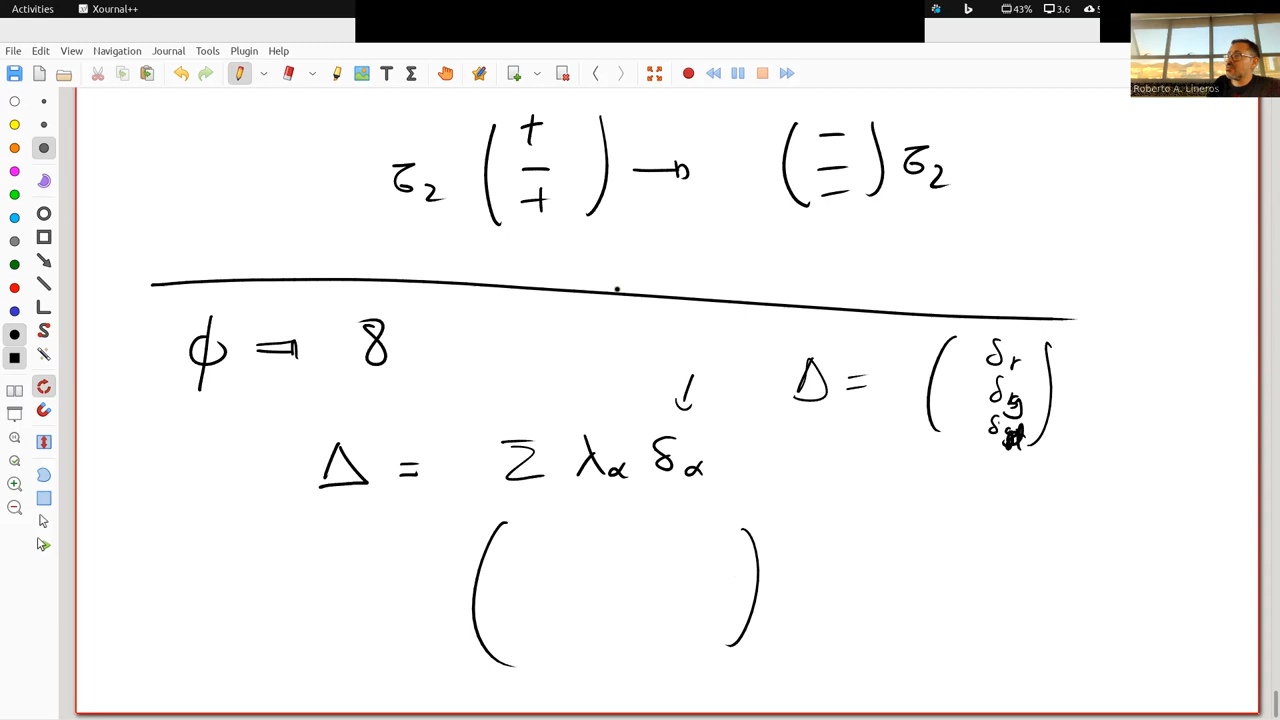 Activities Xournal++ 43% 3.6
File Edit View Navigation Journal Tools Plugin Help
Roberto A. Lineros
σ₂ ( + − + ) → ( − − − ) σ₂
ϕ → 8
Δ = ( δr δg
Δ = Σ λα δα
( )